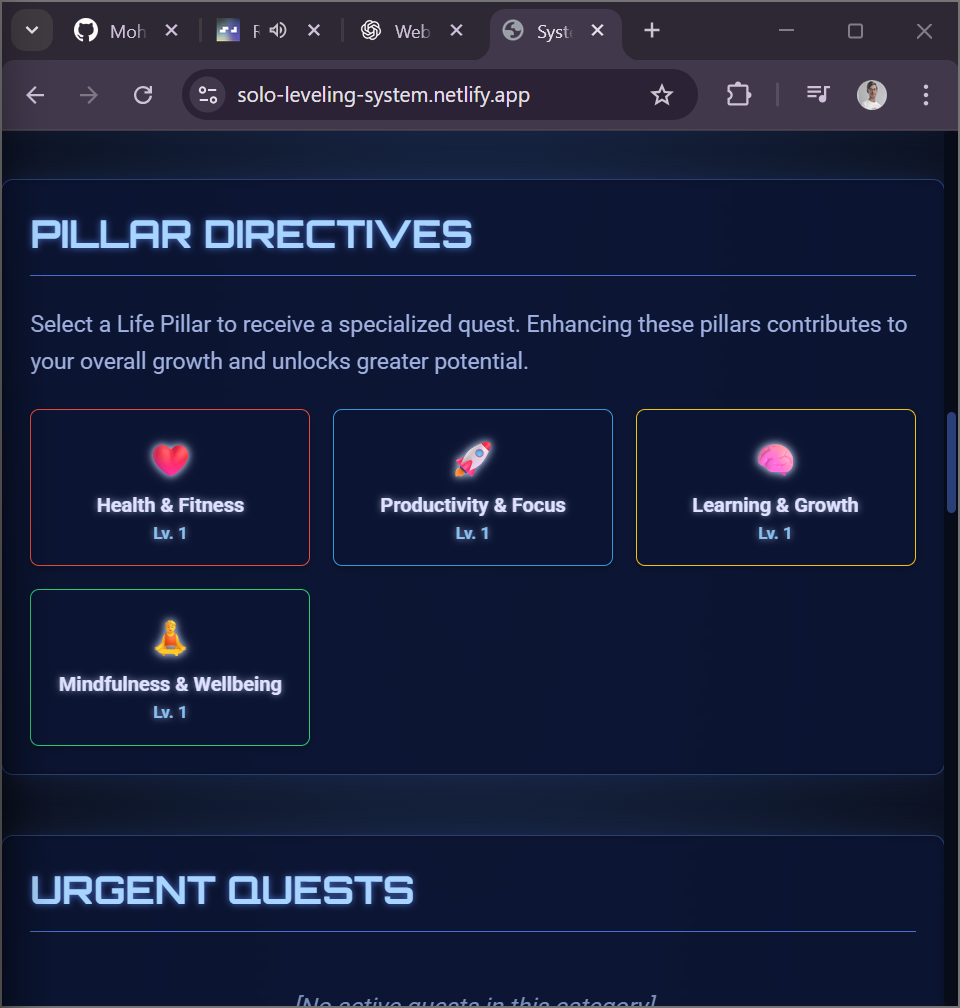 Moh
F
Web
Syst
solo-leveling-system.netlify.app
PILLAR DIRECTIVES
Select a Life Pillar to receive a specialized quest. Enhancing these pillars contributes to
your overall growth and unlocks greater potential.
Health & Fitness
Lv. 1
Productivity & Focus
Lv. 1
Learning & Growth
Lv. 1
Mindfulness & Wellbeing
Lv. 1
URGENT QUESTS
[No active quests in this category]